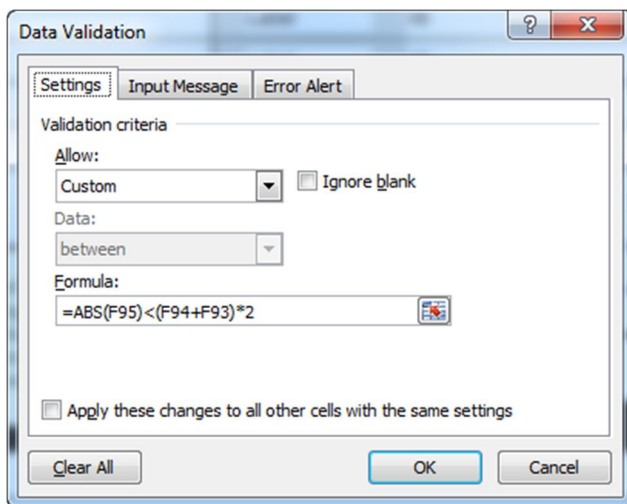 Data Validation
Settings Input Message Error Alert
Validation criteria
Allow:
Custom Ignore blank
Data:
between
Formula:
=ABS(F95)<(F94+F93)*2
Apply these changes to all other cells with the same settings
Clear All OK Cancel